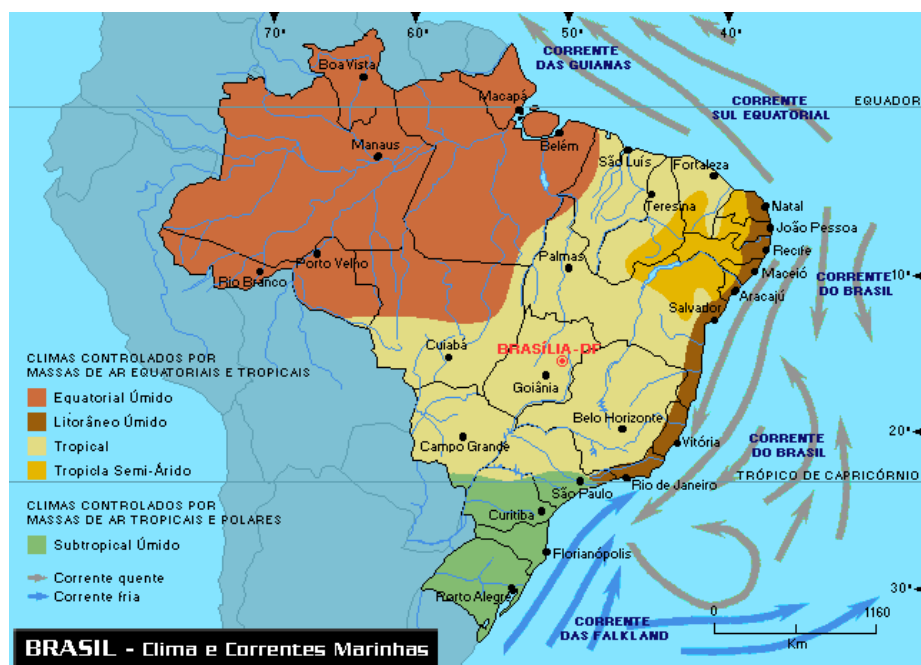 70°
60°
50°
40°
CORRENTE
DAS GUIANAS
Boa Vista
EQUADOR
Macapá
CORRENTE
SUL EQUATORIAL
Belém
Manaus
São Luís
Fortaleza
Teresina
Natal
João Pessoa
Recife
Porto Velho
Palmas
Rio Branco
Maceió
10°
Aracajú
CORRENTE
DO BRASIL
Salvador
Cuiabá
BRASÍLIA-DF
Goiânia
CLIMAS CONTROLADOS POR
MASSAS DE AR EQUATORIAIS E TROPICAIS
Equatorial Úmido
Litorâneo Úmido
Tropical
Tropicla Semi-Árido
Belo Horizonte
20°
Campo Grande
Vitória
CORRENTE
DO BRASIL
TRÓPICO DE CAPRICÓRNIO
São Paulo
Rio de Janeiro
CLIMAS CONTROLADOS POR
MASSAS DE AR TROPICAIS E POLARES
Subtropical Úmido
Curitiba
Florianópolis
Corrente quente
Corrente fria
Porto Alegre
30°
0
1160
Km
CORRENTE
DAS FALKLAND
BRASIL - Clima e Correntes Marinhas